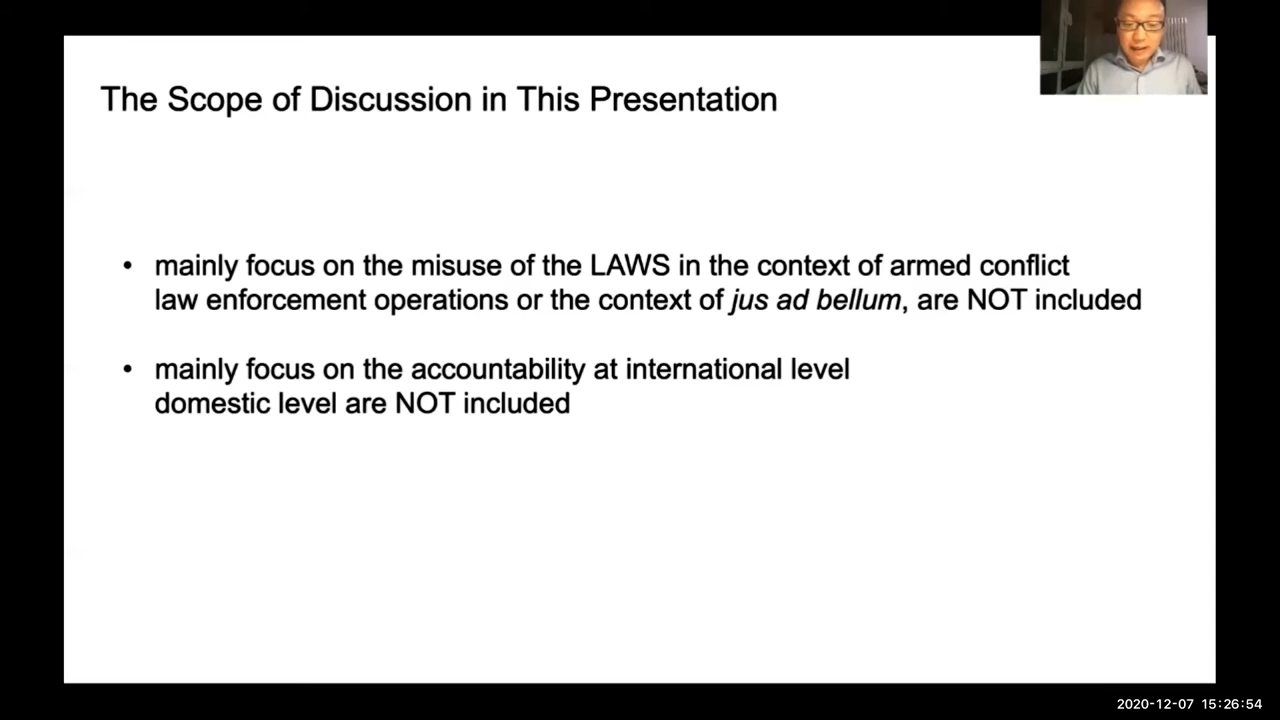 The Scope of Discussion in This Presentation
• mainly focus on the misuse of the LAWS in the context of armed conflict
law enforcement operations or the context of jus ad bellum, are NOT included
• mainly focus on the accountability at international level
domestic level are NOT included
2020-12-07 15:26:54